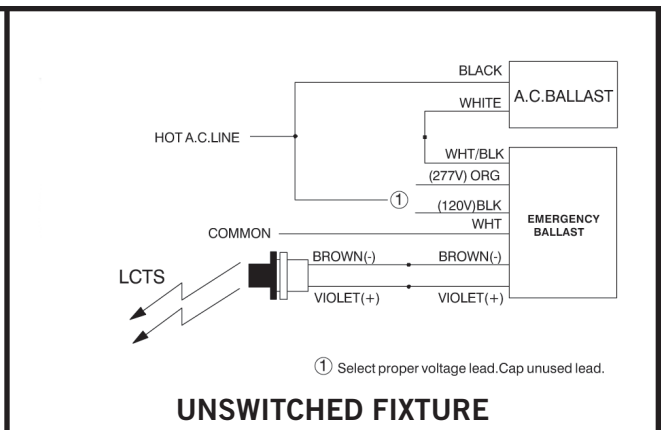 BLACK
A.C.BALLAST
WHITE
HOT A.C.LINE
WHT/BLK
(277V) ORG
1
(120V)BLK
WHT
EMERGENCY
BALLAST
COMMON
BROWN(-) BROWN(-)
LCTS
VIOLET(+) VIOLET(+)
1 Select proper voltage lead.Cap unused lead.
UNSWITCHED FIXTURE